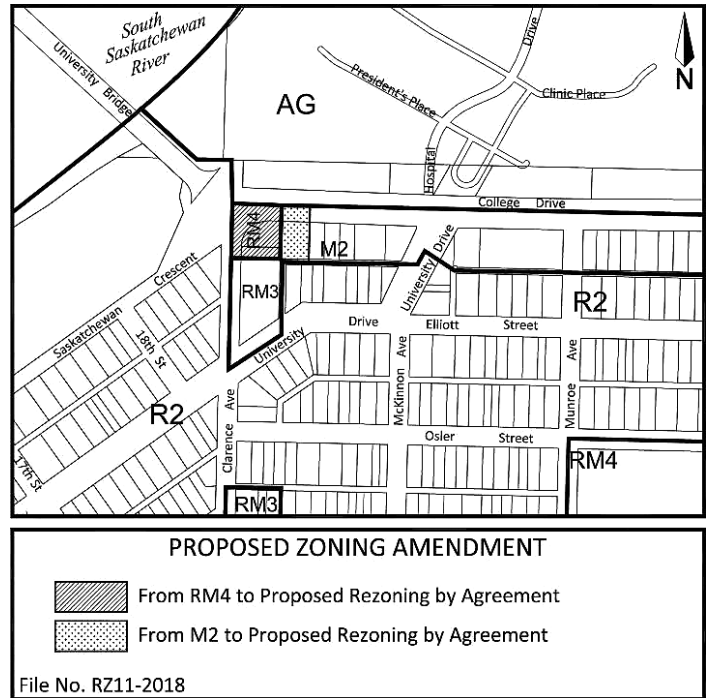 South
Saskatchewan
River
University Bridge
AG
President's Place
Drive
Clinic Place
N
Hospital
College Drive
RM4
M2
RM3
University Drive
R2
Saskatchewan Crescent
18th St
University Drive
Elliott Street
McKinnon Ave
Munroe Ave
R2
Clarence Ave
Osler Street
17th St
RM4
RM3
PROPOSED ZONING AMENDMENT
From RM4 to Proposed Rezoning by Agreement
From M2 to Proposed Rezoning by Agreement
File No. RZ11-2018